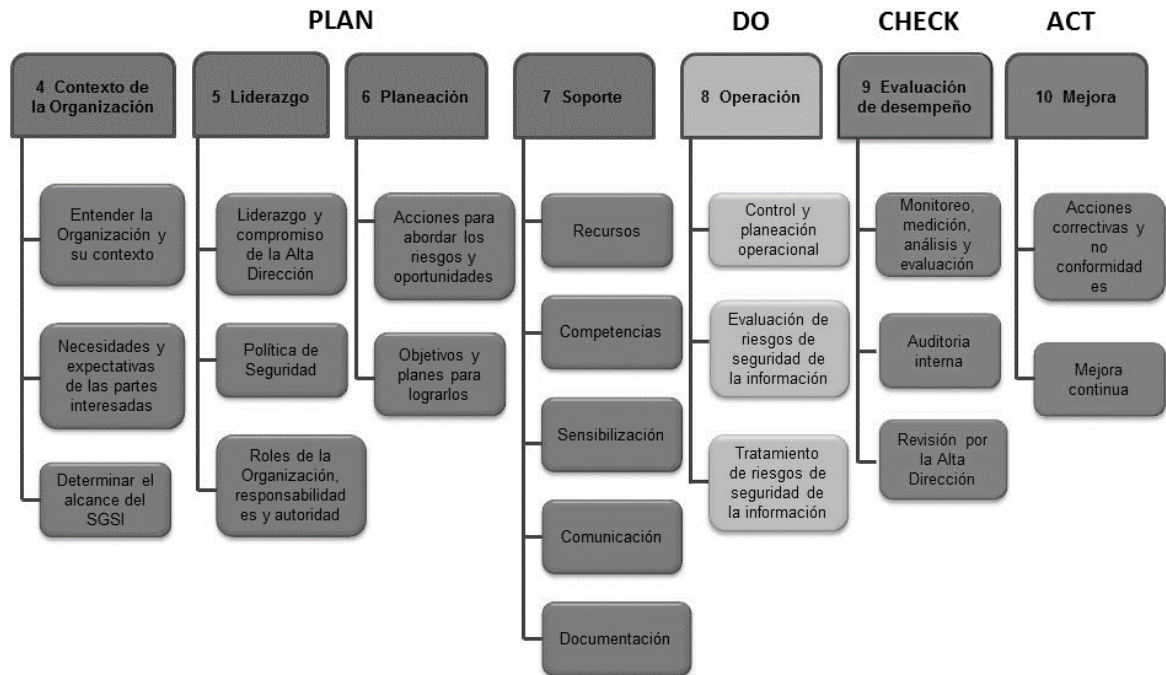 PLAN
DO
CHECK
ACT
4 Contexto de
la Organización
5 Liderazgo
6 Planeación
7 Soporte
8 Operación
9 Evaluación
de desempeño
10 Mejora
Entender la
Organización y
su contexto
Necesidades y
expectativas
de las partes
interesadas
Determinar el
alcance del
SGSI
Liderazgo y
compromiso
de la Alta
Dirección
Política de
Seguridad
Roles de la
Organización,
responsabilidad
es y autoridad
Acciones para
abordar los
riesgos y
oportunidades
Objetivos y
planes para
lograrlos
Recursos
Competencias
Sensibilización
Comunicación
Documentación
Control y
planeación
operacional
Evaluación de
riesgos de
seguridad de
la información
Tratamiento
de riesgos de
seguridad de
la información
Monitoreo,
medición,
análisis y
evaluación
Auditoria
interna
Revisión por
la Alta
Dirección
Acciones
correctivas y
no
conformidad
es
Mejora
continua